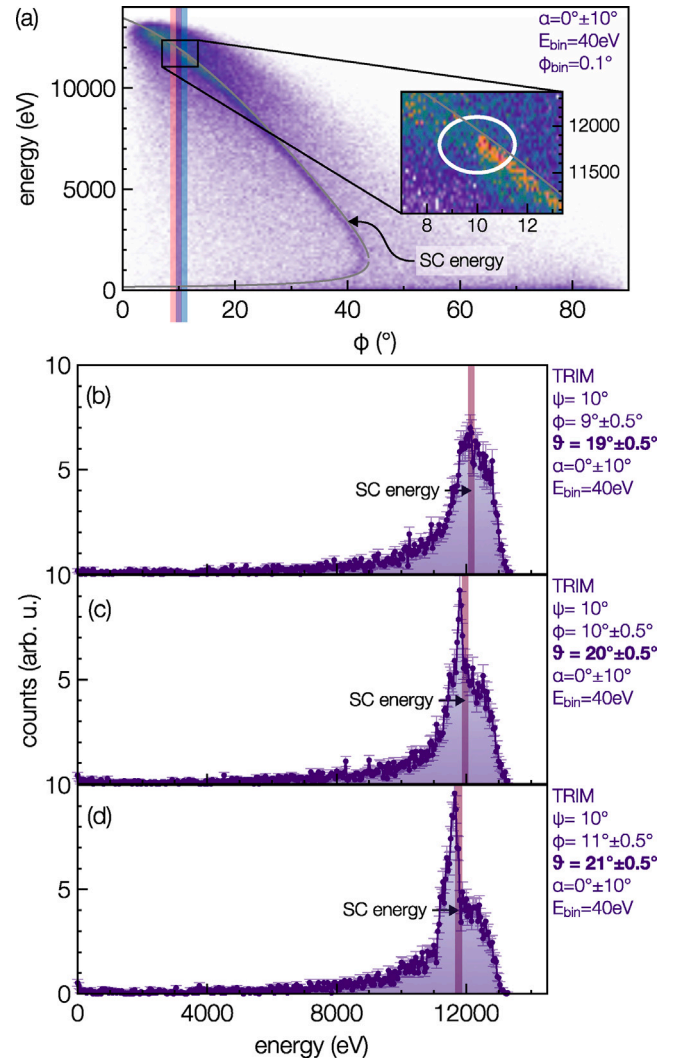 (a)
α=0°±10°
E_bin=40eV
ϕ_bin=0.1°
energy (eV)
10000
5000
0
12000
11500
8 10 12
SC energy
0 20 40 60 80
ϕ (°)
10
(b)
5
SC energy
TRIM
ψ= 10°
ϕ= 9°±0.5°
ϑ = 19°±0.5°
α=0°±10°
E_bin=40eV
10
(c)
5
SC energy
TRIM
ψ= 10°
ϕ= 10°±0.5°
ϑ = 20°±0.5°
α=0°±10°
E_bin=40eV
counts (arb. u.)
10
(d)
5
SC energy
0
TRIM
ψ= 10°
ϕ= 11°±0.5°
ϑ = 21°±0.5°
α=0°±10°
E_bin=40eV
0 4000 8000 12000
energy (eV)